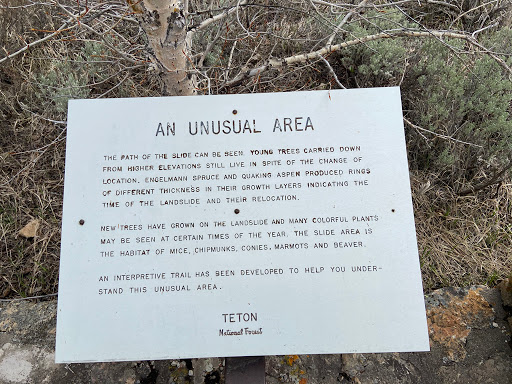 AN UNUSUAL AREA
THE PATH OF THE SLIDE CAN BE SEEN. YOUNG TREES CARRIED DOWN
FROM HIGHER ELEVATIONS STILL LIVE IN SPITE OF THE CHANGE OF
LOCATION. ENGELMANN SPRUCE AND QUAKING ASPEN PRODUCED RINGS
OF DIFFERENT THICKNESS IN THEIR GROWTH LAYERS INDICATING THE
TIME OF THE LANDSLIDE AND THEIR RELOCATION.
NEW TREES HAVE GROWN ON THE LANDSLIDE AND MANY COLORFUL PLANTS
MAY BE SEEN AT CERTAIN TIMES OF THE YEAR. THE SLIDE AREA IS
THE HABITAT OF MICE, CHIPMUNKS, CONIES, MARMOTS AND BEAVER.
AN INTERPRETIVE TRAIL HAS BEEN DEVELOPED TO HELP YOU UNDER-
STAND THIS UNUSUAL AREA.
TETON
National Forest